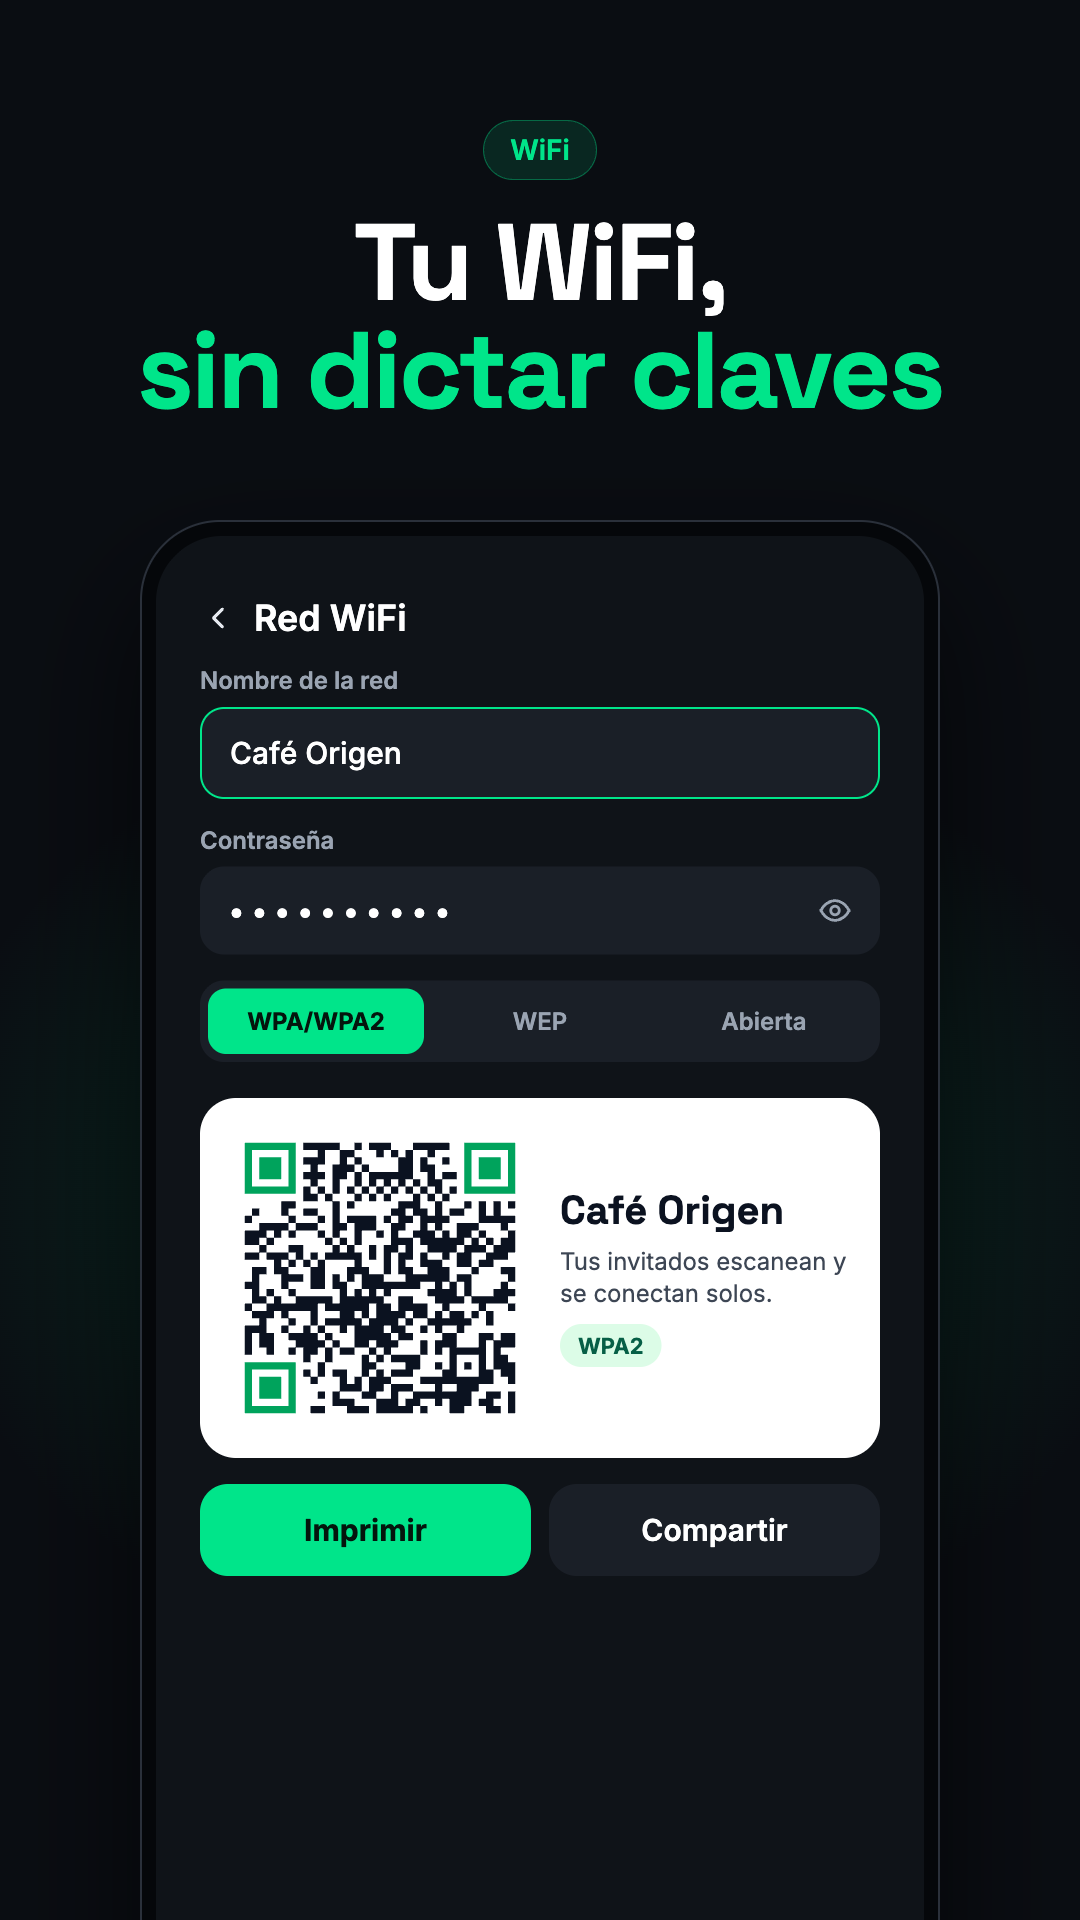 WiFi
Tu WiFi,
sin dictar claves
Red WiFi
Nombre de la red
Café Origen
Contraseña
••••••••••
WPA/WPA2
WEP
Abierta
Café Origen
Tus invitados escanean y
se conectan solos.
WPA2
Imprimir
Compartir